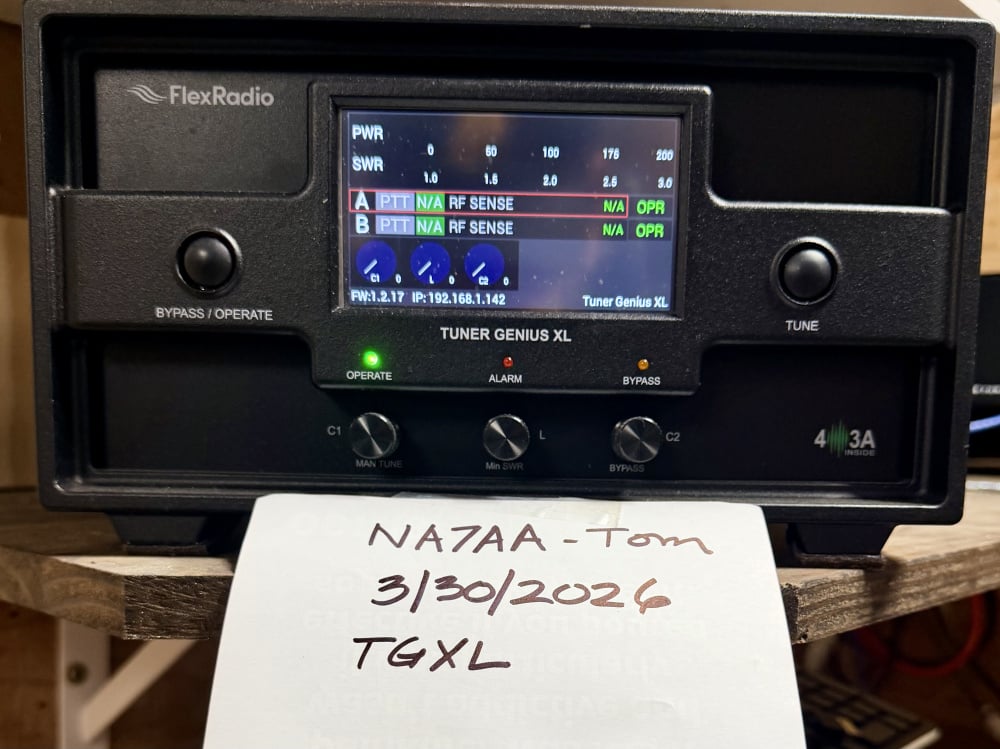 FlexRadio
PWR
0 50 100 175 200
SWR
1.0 1.5 2.0 2.5 3.0
A PTT N/A RF SENSE N/A OPR
B PTT N/A RF SENSE N/A OPR
C1 0 L 0 C2 0
FW:1.2.17 IP:192.168.1.142 Tuner Genius XL
BYPASS / OPERATE
TUNE
TUNER GENIUS XL
OPERATE ALARM BYPASS
C1 L C2
MAN TUNE Min SWR BYPASS
4 3A
INSIDE
NA7AA - Tom
3/30/2026
TGXL